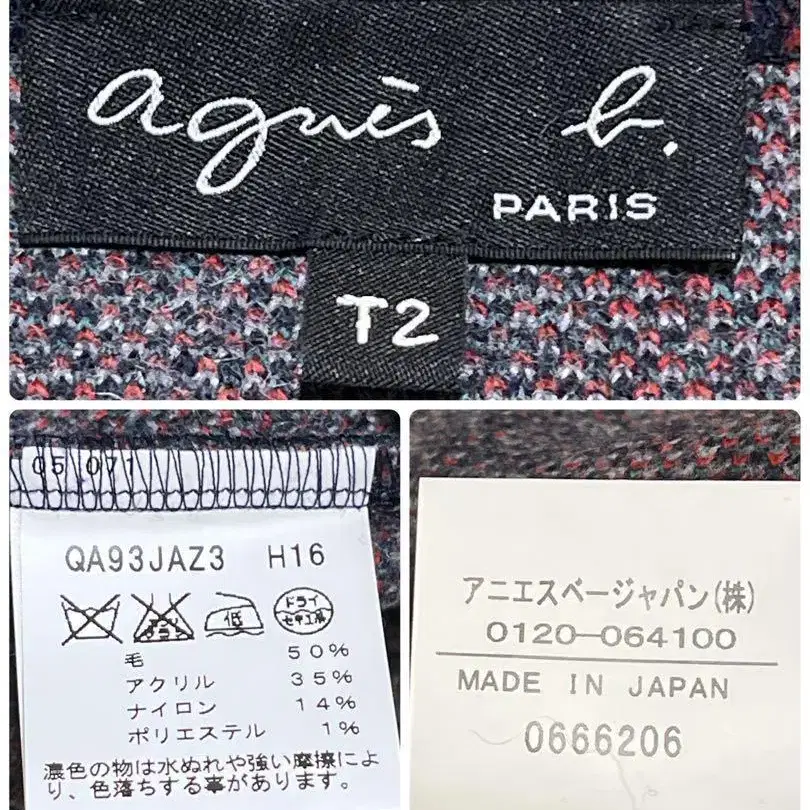 agnès b.
PARIS
T2
05 071
QA93JAZ3 H16
低
ドライ
セキユ系
毛 50%
アクリル 35%
ナイロン 14%
ポリエステル 1%
濃色の物は水ぬれや強い摩擦によ
り、色落ちする事があります。
アニエスベージャパン(株)
0120-064100
MADE IN JAPAN
0666206